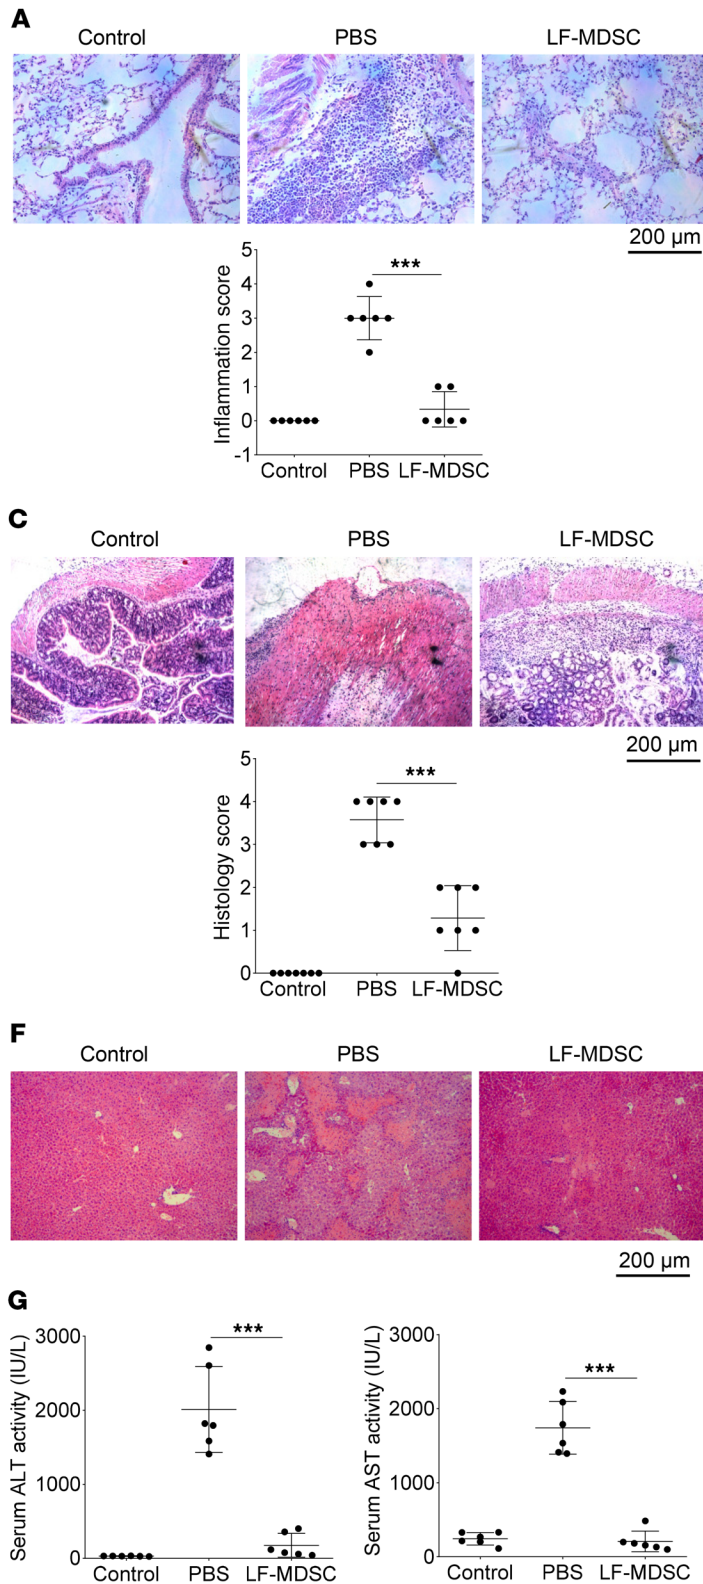 A
Control PBS LF-MDSC
200 µm
5
4
3
2
1
0
-1
Inflammation score
***
Control PBS LF-MDSC
C
Control PBS LF-MDSC
200 µm
5
4
3
2
1
0
Histology score
***
Control PBS LF-MDSC
F
Control PBS LF-MDSC
200 µm
G
3000
2000
1000
0
Serum ALT activity (IU/L)
***
Control PBS LF-MDSC
3000
2000
1000
0
Serum AST activity (IU/L)
***
Control PBS LF-MDSC